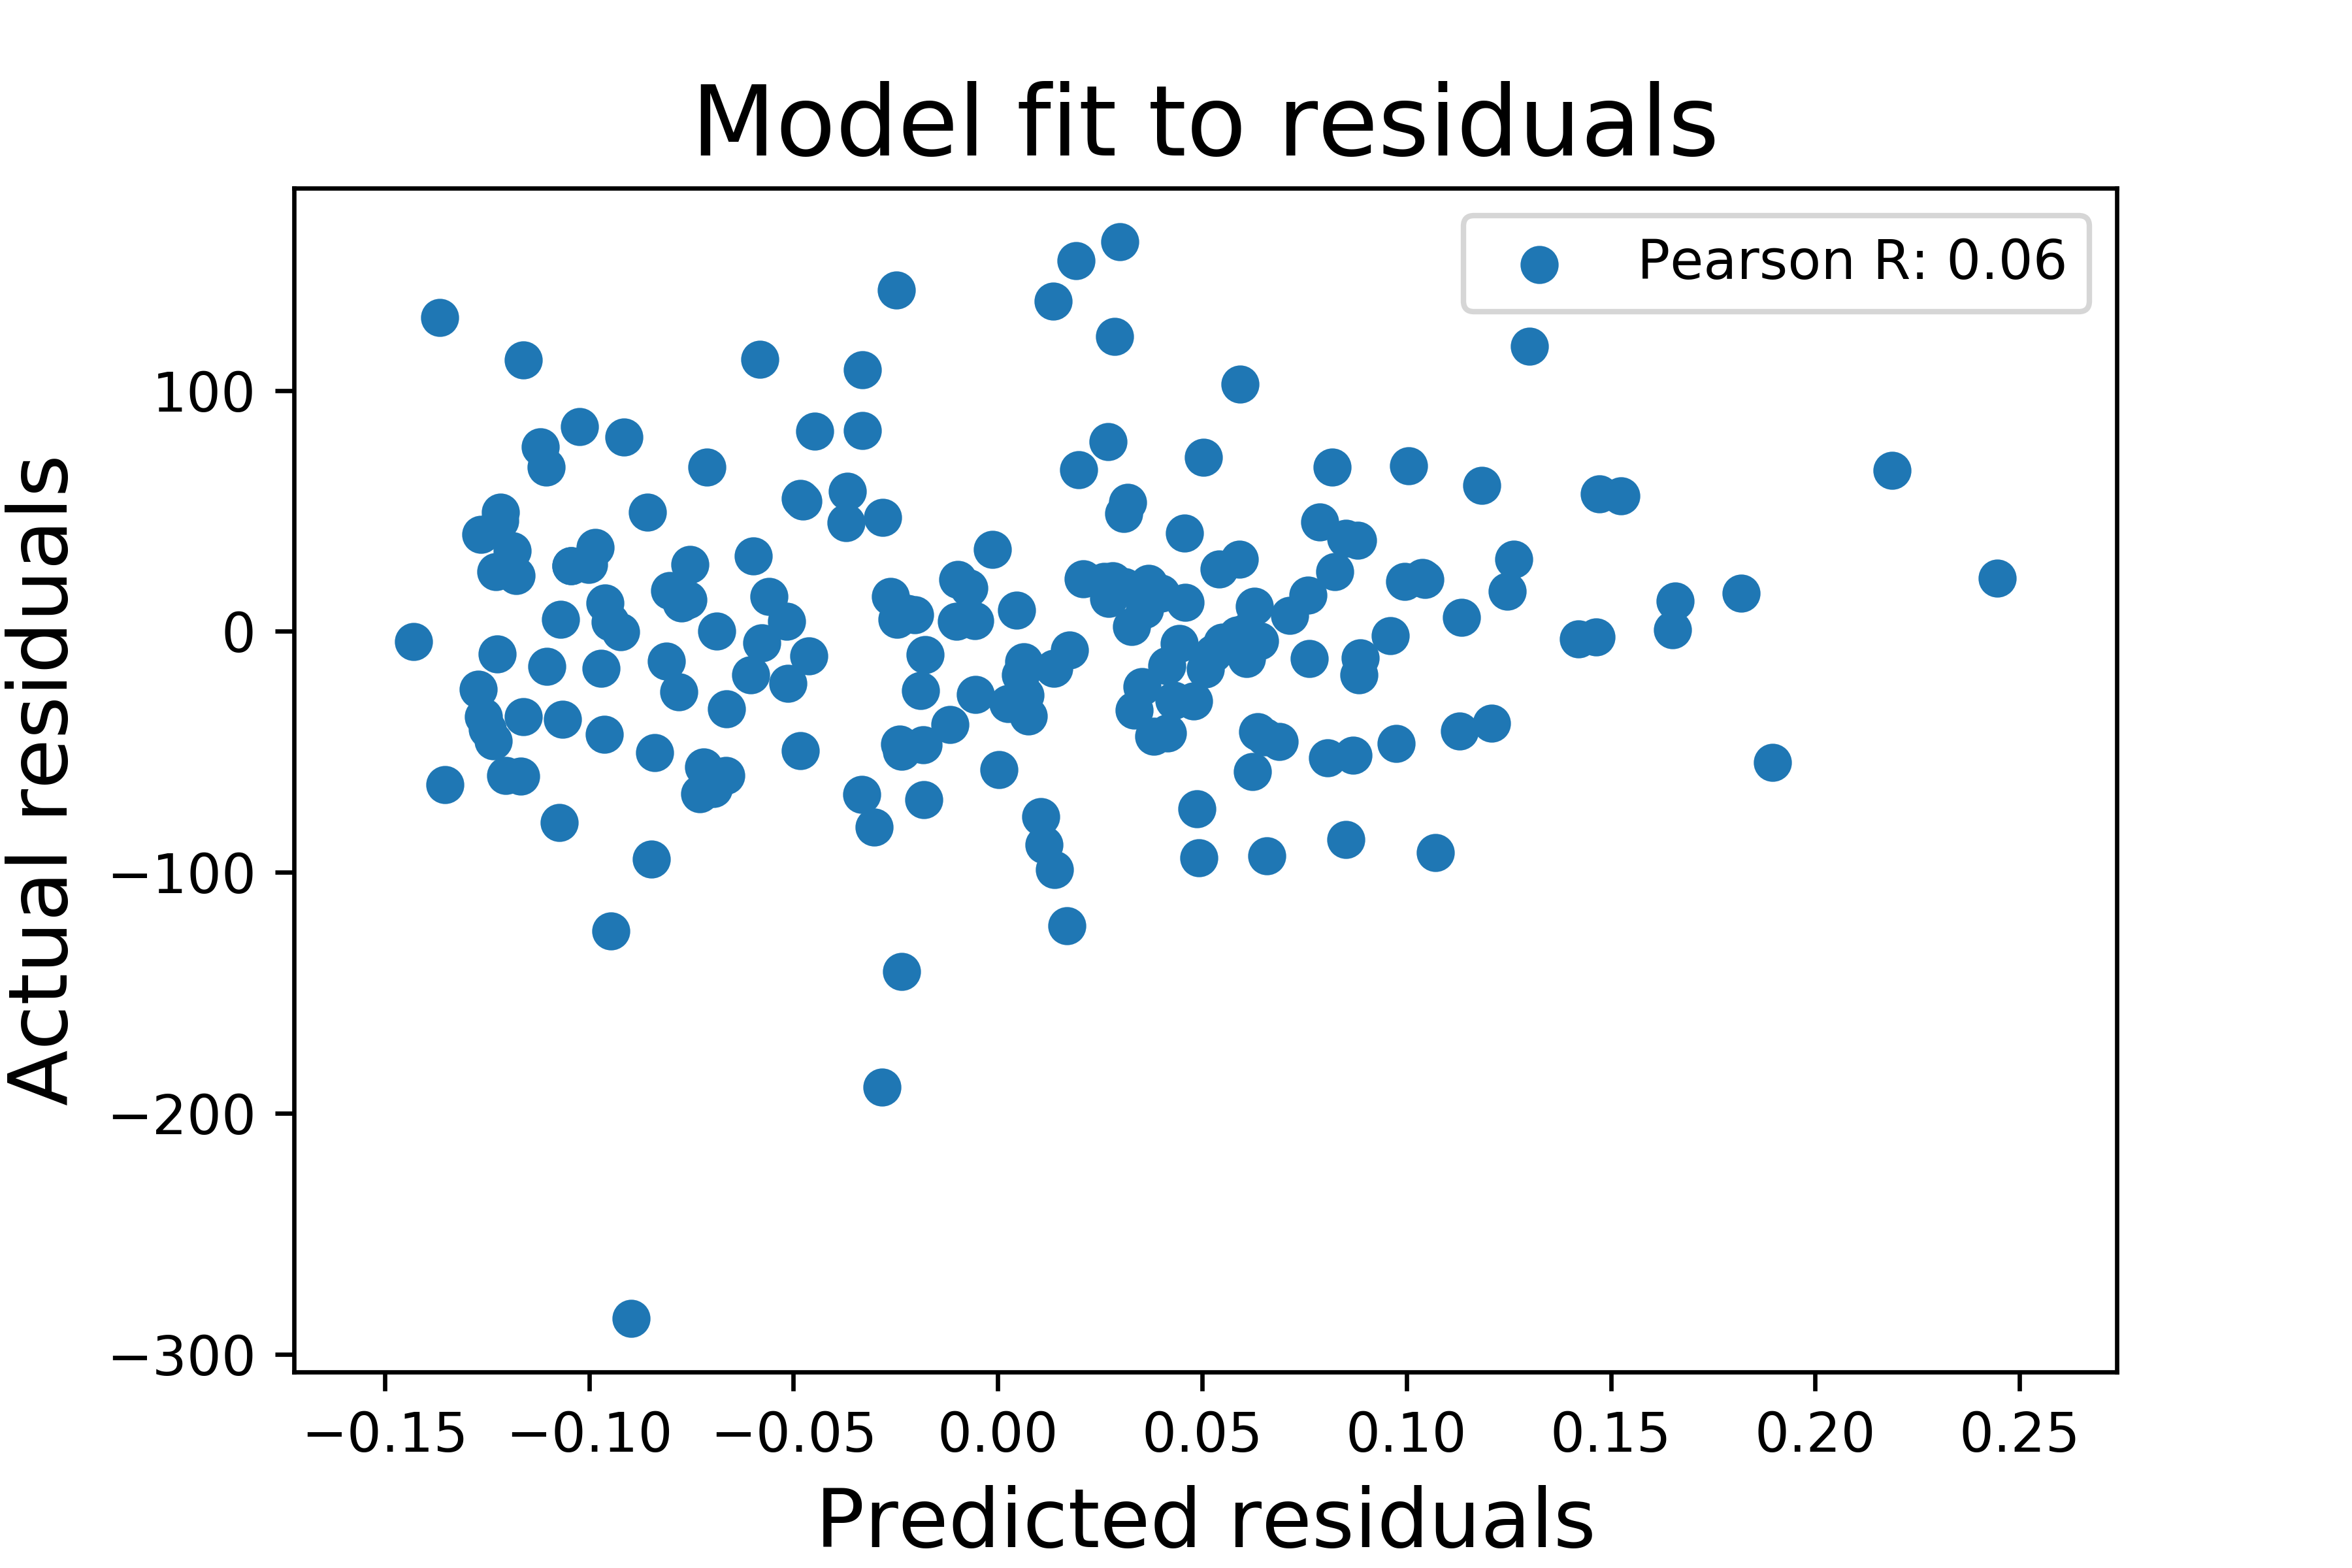 Model fit to residuals
Pearson R: 0.06
Actual residuals
100
0
−100
−200
−300
−0.15 −0.10 −0.05 0.00 0.05 0.10 0.15 0.20 0.25
Predicted residuals